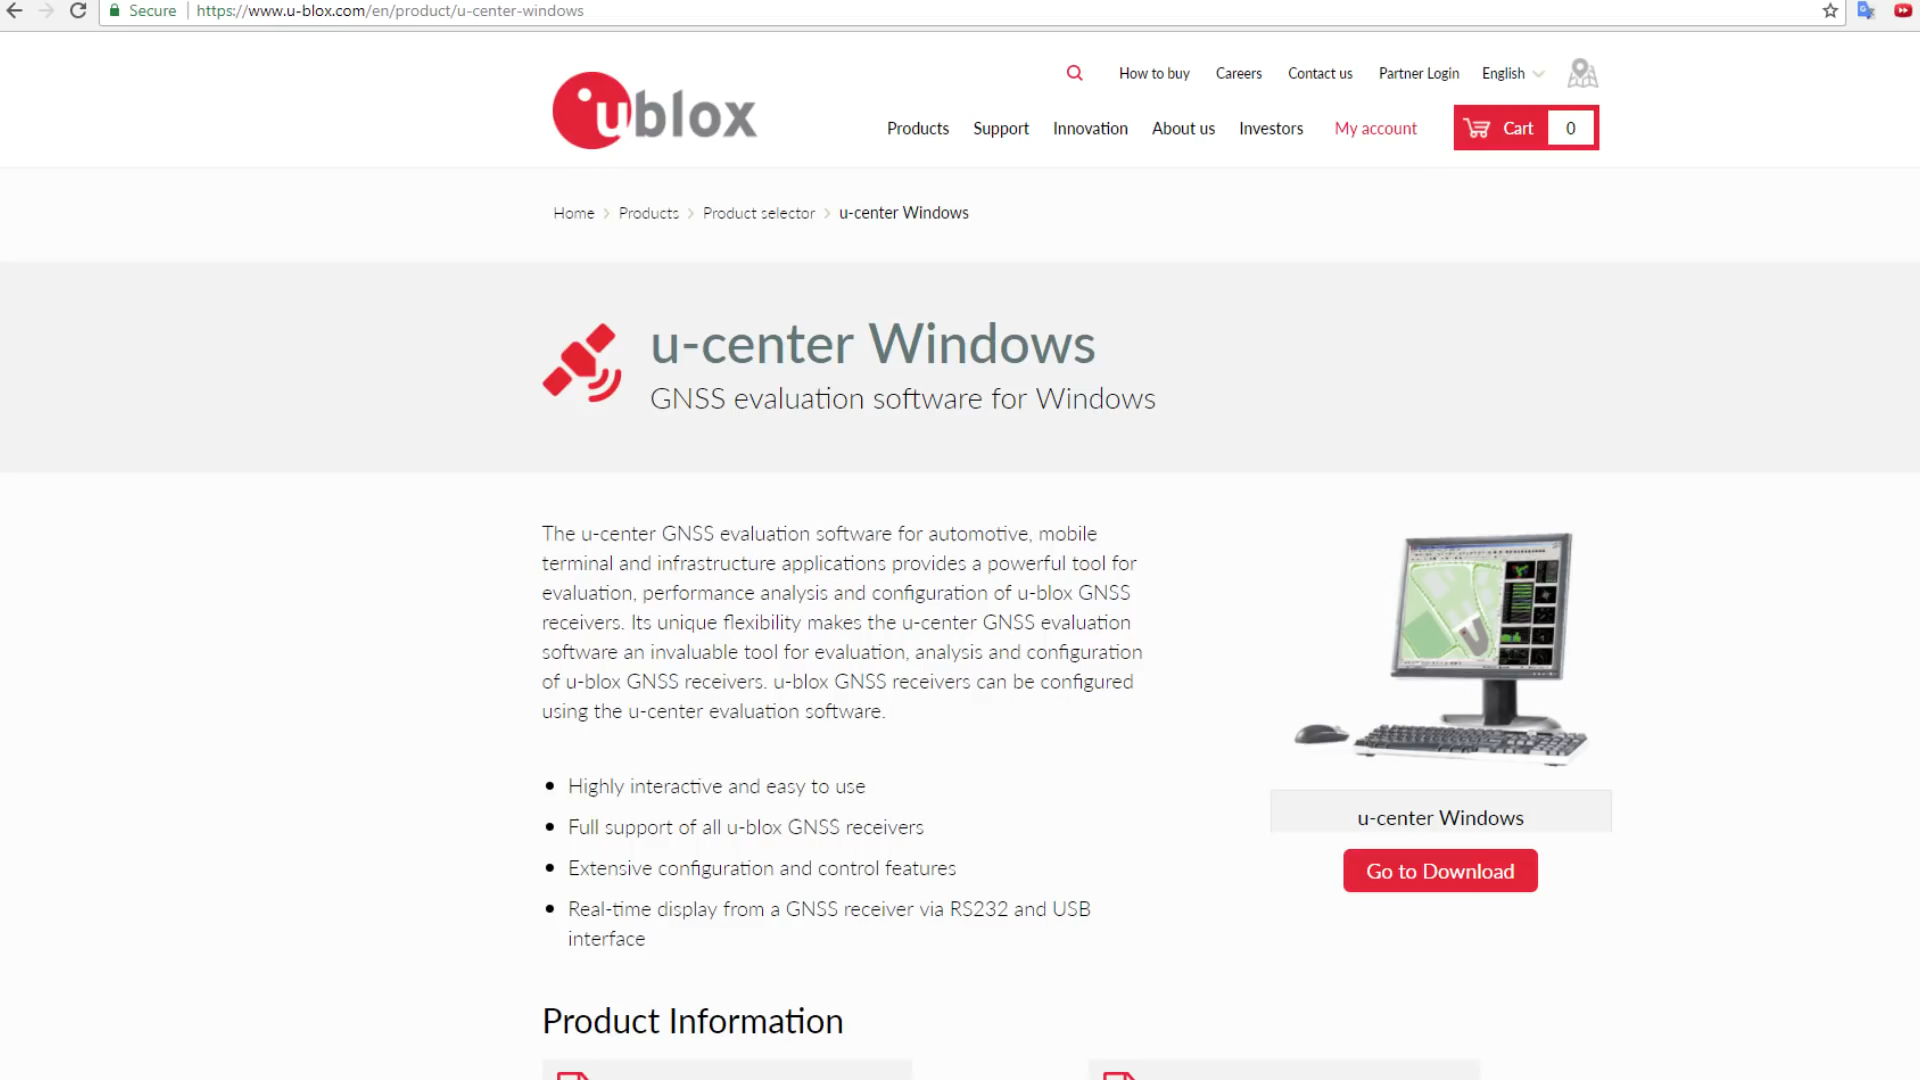 Secure https://www.u-blox.com/en/product/u-center-windows
How to buy Careers Contact us Partner Login English
ublox
Products Support Innovation About us Investors My account Cart 0
Home > Products > Product selector > u-center Windows
u-center Windows
GNSS evaluation software for Windows
The u-center GNSS evaluation software for automotive, mobile
terminal and infrastructure applications provides a powerful tool for
evaluation, performance analysis and configuration of u-blox GNSS
receivers. Its unique flexibility makes the u-center GNSS evaluation
software an invaluable tool for evaluation, analysis and configuration
of u-blox GNSS receivers. u-blox GNSS receivers can be configured
using the u-center evaluation software.
• Highly interactive and easy to use
• Full support of all u-blox GNSS receivers
• Extensive configuration and control features
• Real-time display from a GNSS receiver via RS232 and USB
interface
u-center Windows
Go to Download
Product Information